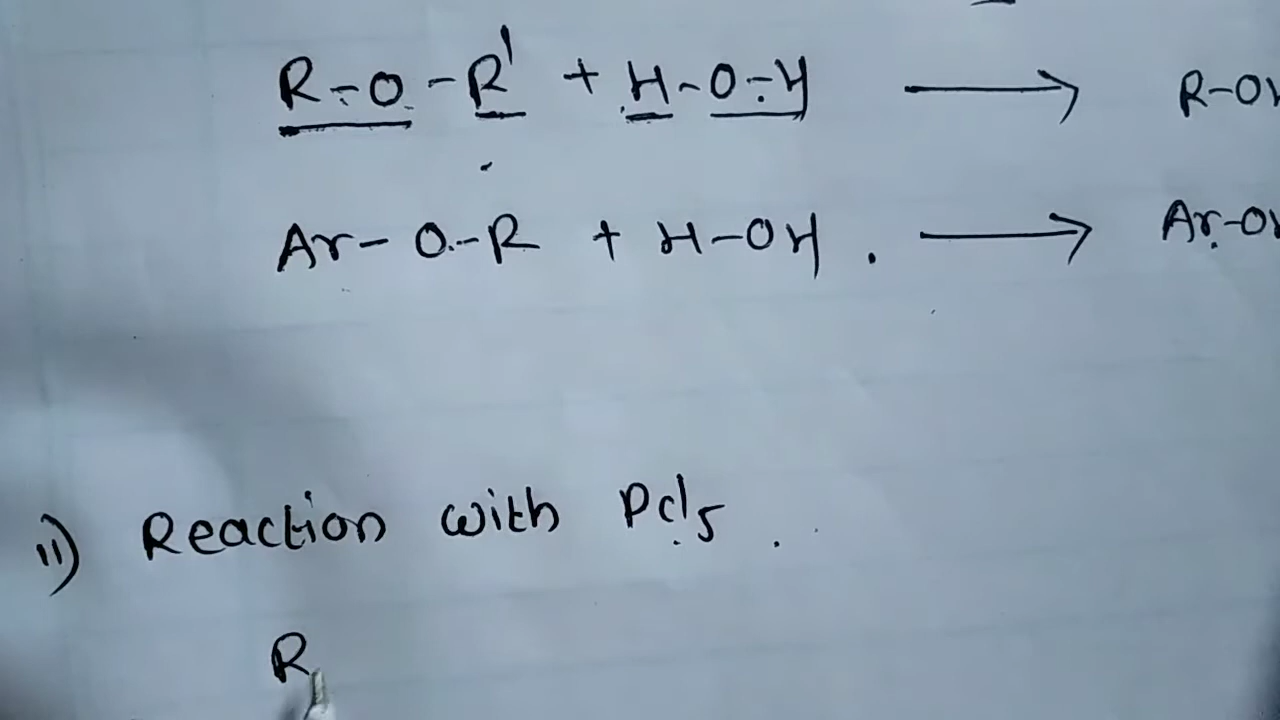 R-O-R' + H-O-H ⟶ R-OH
Ar-O-R + H-OH . ⟶ Ar-OH
ii) Reaction with PCl5 .
R